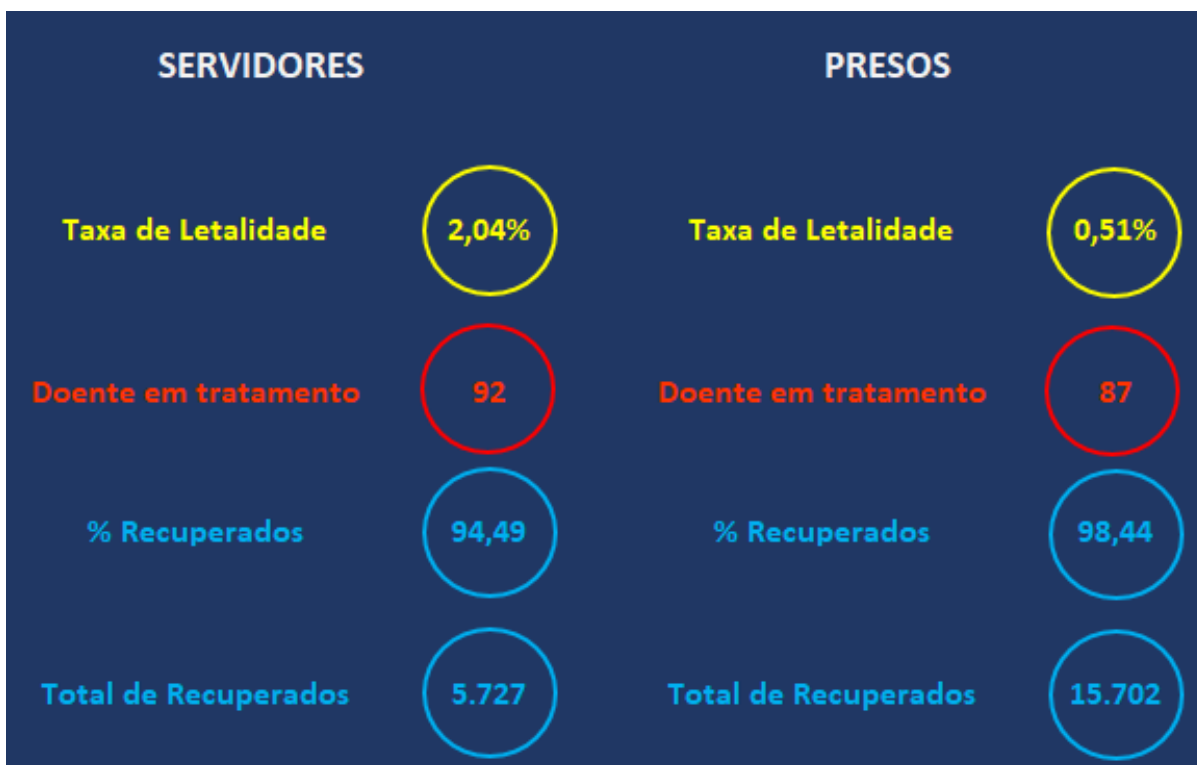 SERVIDORES
PRESOS
Taxa de Letalidade
2,04%
Taxa de Letalidade
0,51%
Doente em tratamento
92
Doente em tratamento
87
% Recuperados
94,49
% Recuperados
98,44
Total de Recuperados
5.727
Total de Recuperados
15.702